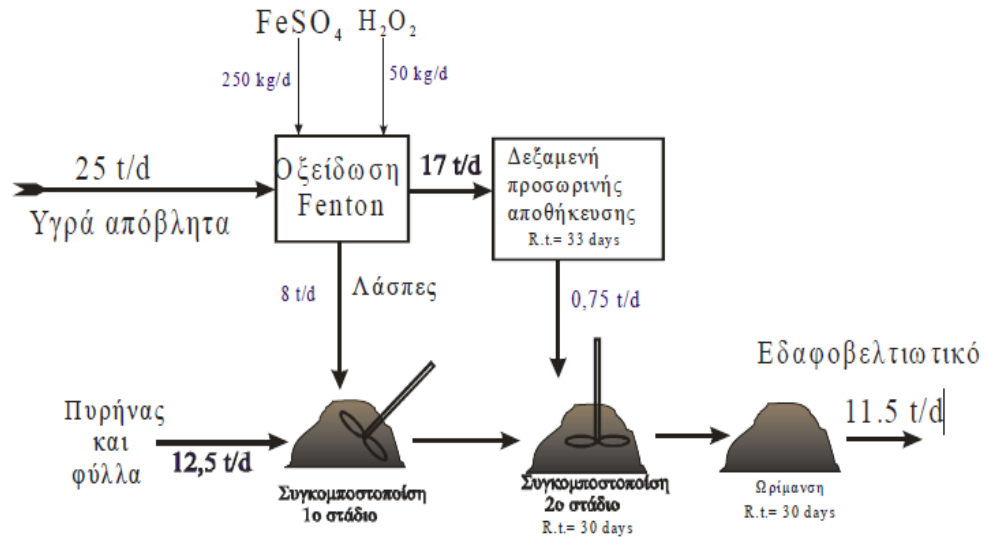 FeSO4 H2O2
250 kg/d
50 kg/d
25 t/d
Υγρά απόβλητα
Οξείδωση
Fenton
17 t/d
Δεξαμενή
προσωρινής
αποθήκευσης
R.t.= 33 days
8 t/d
Λάσπες
0,75 t/d
Πυρήνας
και
φύλλα
12,5 t/d
Συγκομποστοποίση
1ο στάδιο
Συγκομποστοποίση
2ο στάδιο
R.t.= 30 days
Ωρίμανση
R.t.= 30 days
Εδαφοβελτιωτικό
11.5 t/d